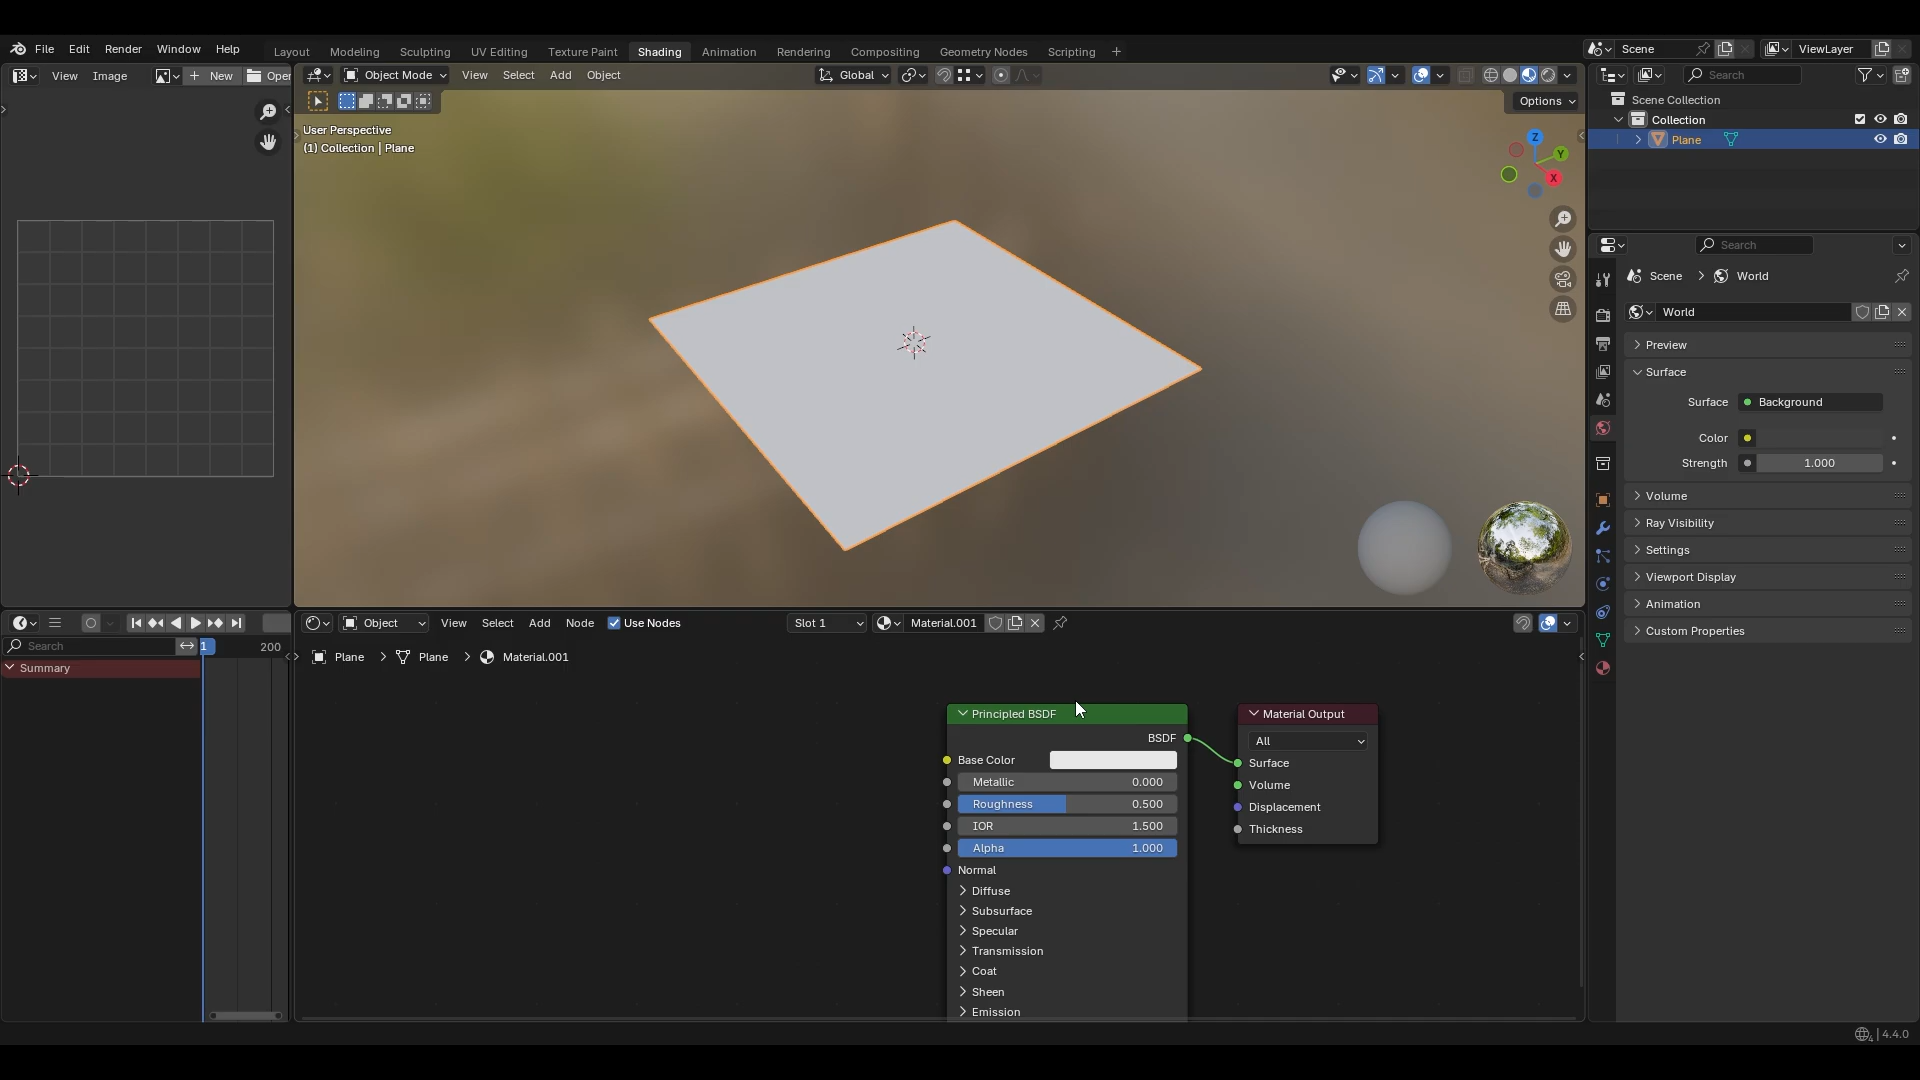 File Edit Render Window Help Layout Modeling Sculpting UV Editing Texture Paint Shading Animation Rendering Compositing Geometry Nodes Scripting + Scene ViewLayer
View Image + New Open Object Mode View Select Add Object Global Search
Options
User Perspective
(1) Collection | Plane
Scene Collection
Collection
Plane
Z
Y
X
Search
Scene > World
World
Preview
Surface
Surface Background
Color
Strength 1.000
Volume
Ray Visibility
Settings
Viewport Display
Animation
Custom Properties
Object View Select Add Node Use Nodes Slot 1 Material.001
Search 1 200
Summary
Plane > Plane > Material.001
Principled BSDF
BSDF
Base Color
Metallic 0.000
Roughness 0.500
IOR 1.500
Alpha 1.000
Normal
Diffuse
Subsurface
Specular
Transmission
Coat
Sheen
Emission
Material Output
All
Surface
Volume
Displacement
Thickness
4.4.0